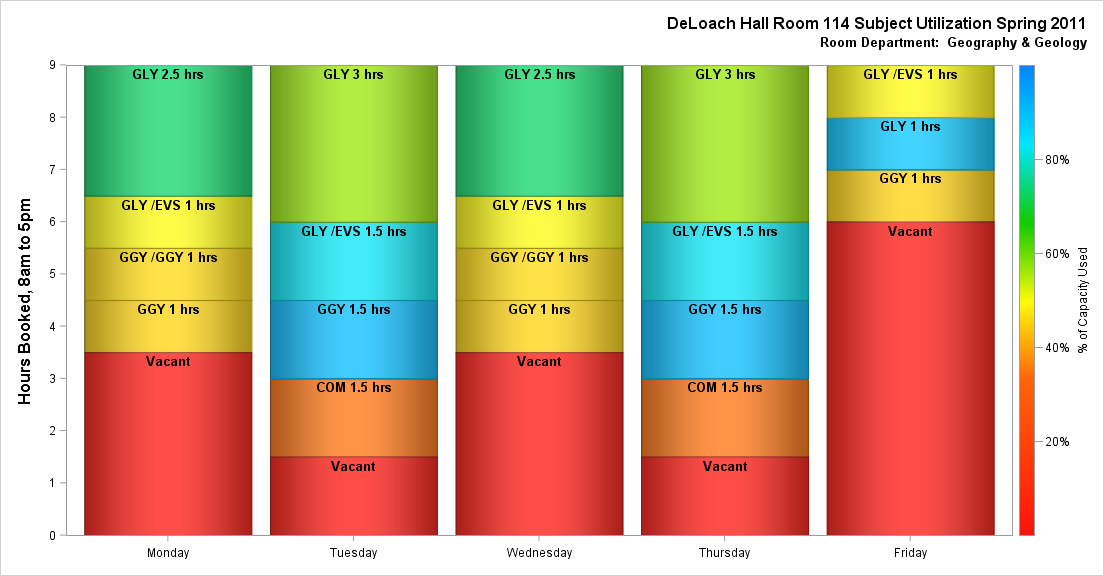 DeLoach Hall Room 114 Subject Utilization Spring 2011
Room Department:  Geography & Geology
Hours Booked, 8am to 5pm
9
8
7
6
5
4
3
2
1
0
GLY 2.5 hrs
GLY /EVS 1 hrs
GGY /GGY 1 hrs
GGY 1 hrs
Vacant
Monday
GLY 3 hrs
GLY /EVS 1.5 hrs
GGY 1.5 hrs
COM 1.5 hrs
Vacant
Tuesday
GLY 2.5 hrs
GLY /EVS 1 hrs
GGY /GGY 1 hrs
GGY 1 hrs
Vacant
Wednesday
GLY 3 hrs
GLY /EVS 1.5 hrs
GGY 1.5 hrs
COM 1.5 hrs
Vacant
Thursday
GLY /EVS 1 hrs
GLY 1 hrs
GGY 1 hrs
Vacant
Friday
80%
60%
40%
20%
% of Capacity Used